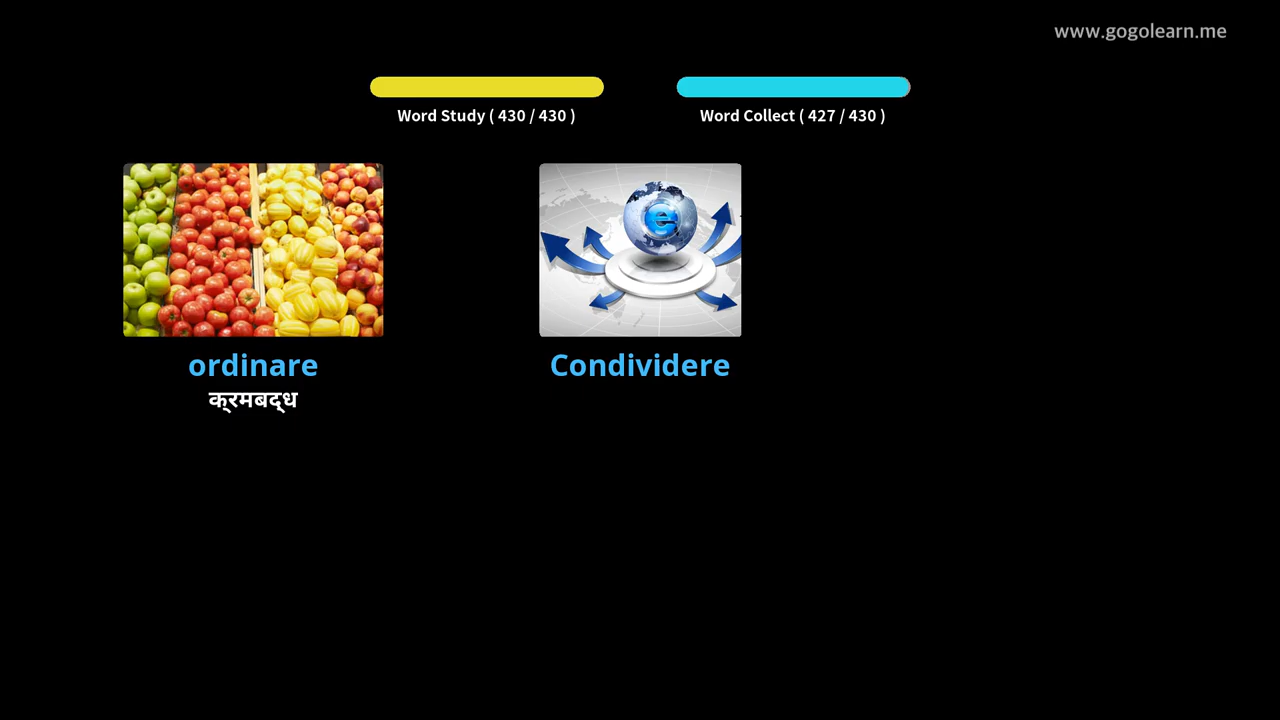 www.gogolearn.me
Word Study ( 430 / 430 )
Word Collect ( 427 / 430 )
e
ordinare
Condividere
क्रमबद्ध